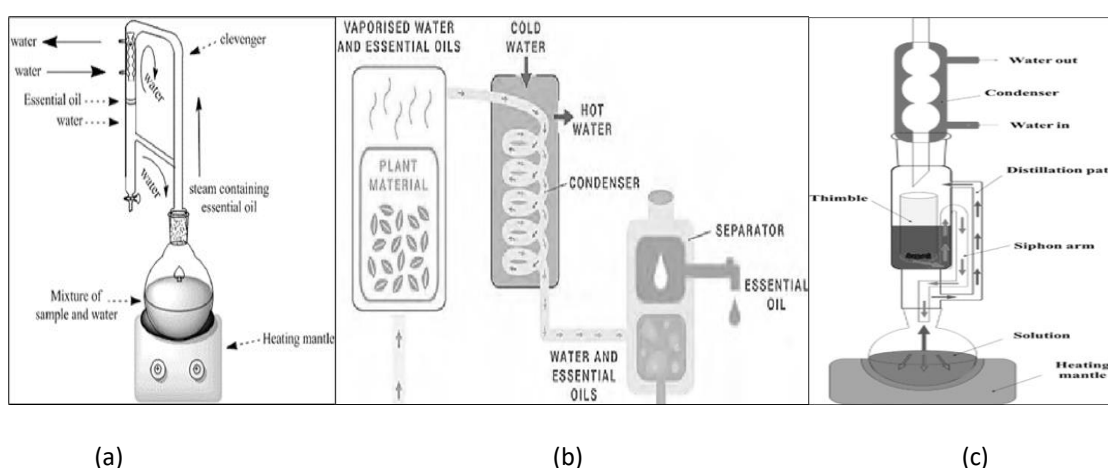 water
water
Essential oil
water
clevenger
water
water
steam containing
essential oil
Mixture of
sample and water
Heating mantle
(a)
VAPORISED WATER
AND ESSENTIAL OILS
COLD
WATER
HOT
WATER
PLANT
MATERIAL
CONDENSER
SEPARATOR
ESSENTIAL
OIL
WATER AND
ESSENTIAL
OILS
(b)
Water out
Condenser
Water in
Distillation pat
Thimble
Siphon arm
Solution
Heating
mantle
(c)